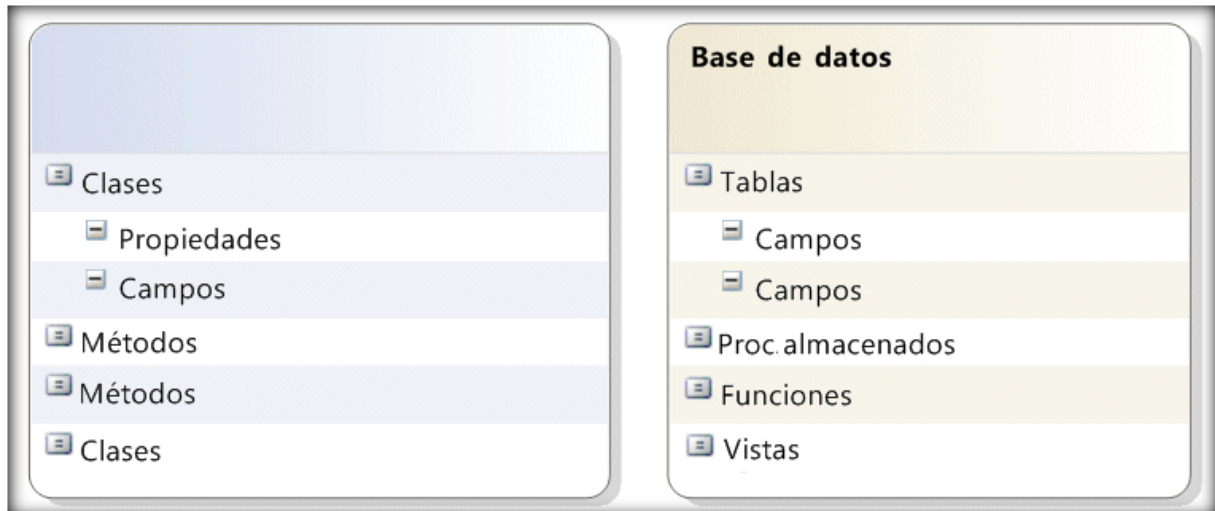 Clases
Propiedades
Campos
Métodos
Métodos
Clases
Base de datos
Tablas
Campos
Campos
Proc.almacenados
Funciones
Vistas